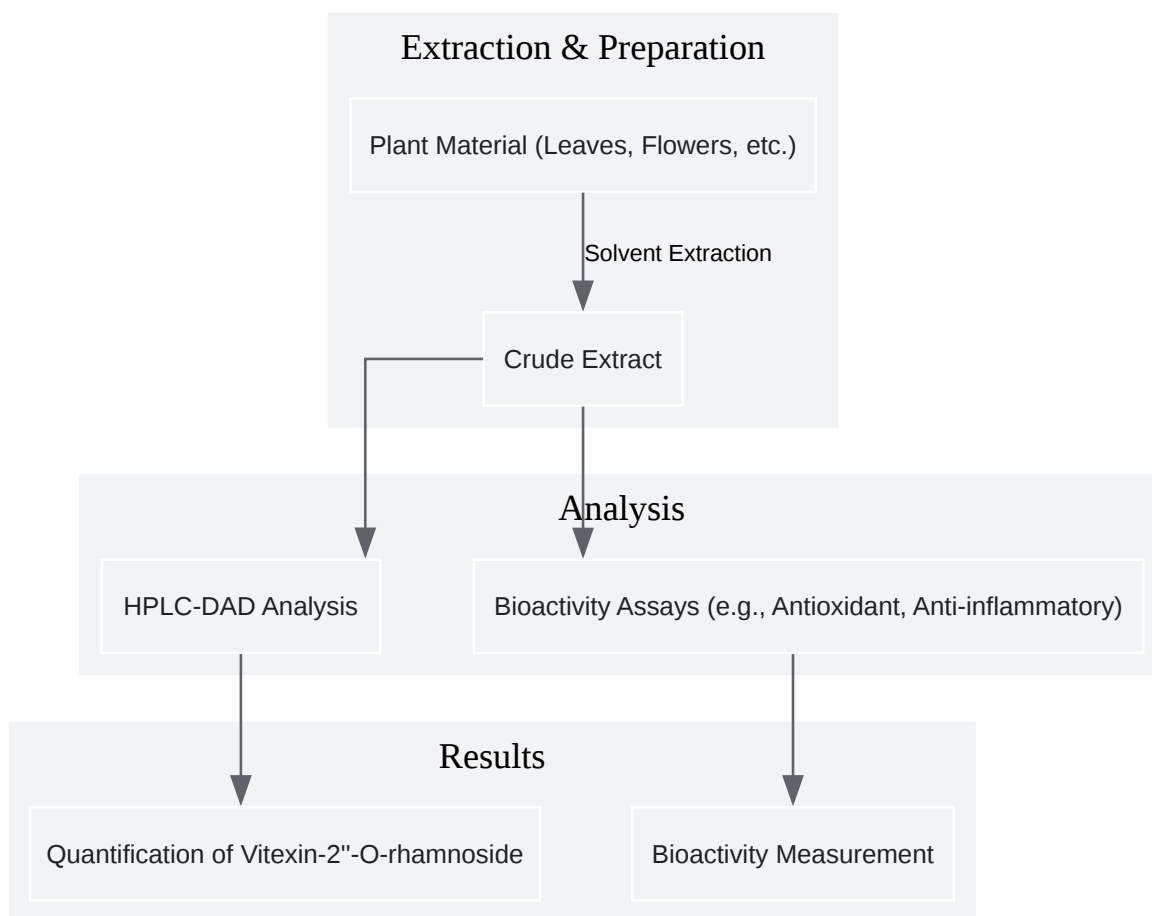 Extraction & Preparation
Plant Material (Leaves, Flowers, etc.)
Solvent Extraction
Crude Extract
Analysis
HPLC-DAD Analysis
Bioactivity Assays (e.g., Antioxidant, Anti-inflammatory)
Results
Quantification of Vitexin-2''-O-rhamnoside
Bioactivity Measurement